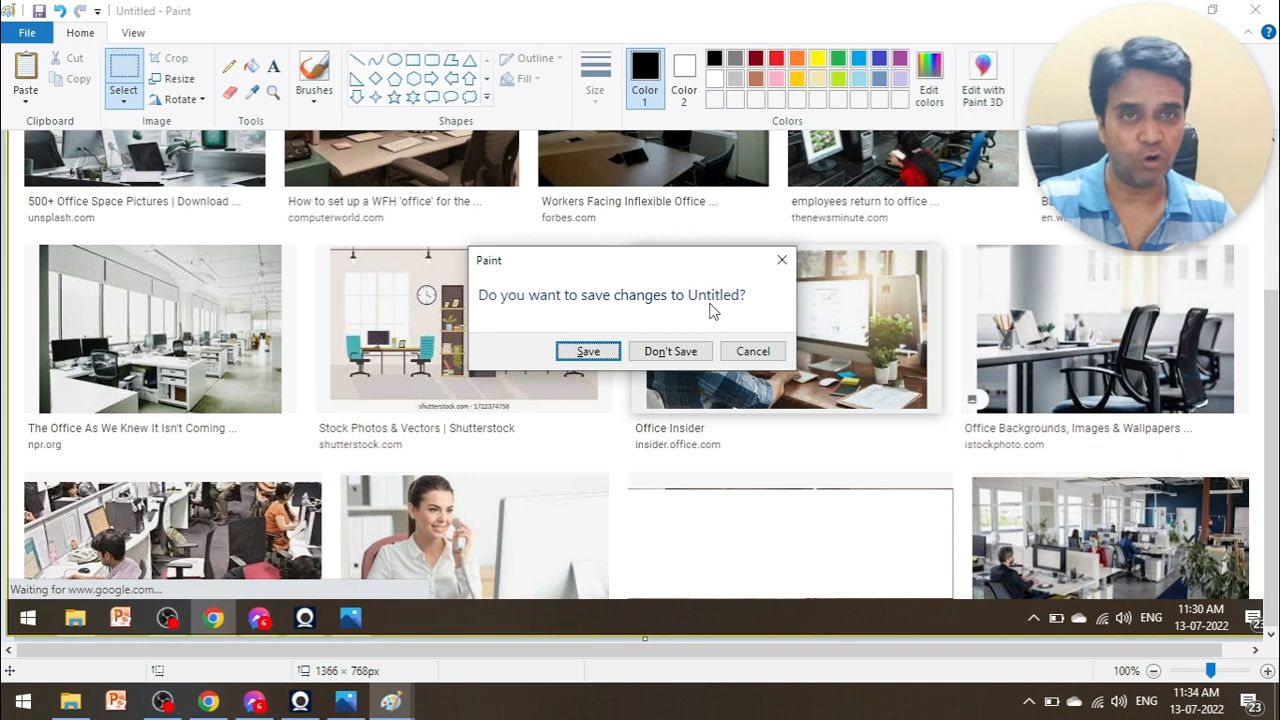 Untitled - Paint
File
Home
View
Paste
Cut
Copy
Clipboard
Select
Crop
Resize
Rotate
Image
Tools
Brushes
Shapes
Outline
Fill
Size
Color 1
Color 2
Colors
Edit colors
Edit with Paint 3D
500+ Office Space Pictures | Download ...
unsplash.com
How to set up a WFH 'office' for the ...
computerworld.com
Workers Facing Inflexible Office ...
forbes.com
employees return to office ...
thenewsminute.com
en.w
Paint
Do you want to save changes to Untitled?
Save
Don't Save
Cancel
shutterstock.com · 1722374758
The Office As We Knew It Isn't Coming ...
npr.org
Stock Photos & Vectors | Shutterstock
shutterstock.com
Office Insider
insider.office.com
Office Backgrounds, Images & Wallpapers ...
istockphoto.com
Waiting for www.google.com...
ENG
11:30 AM
13-07-2022
1366 × 768px
100%
ENG
11:34 AM
13-07-2022
23